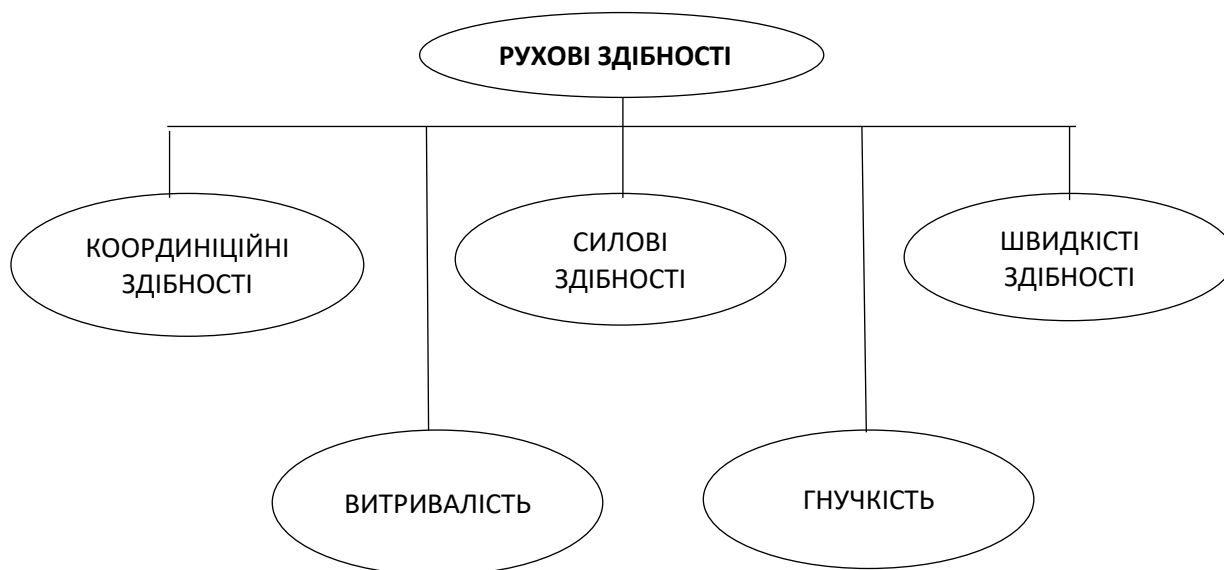 РУХОВІ ЗДІБНОСТІ
КООРДИНІЦІЙНІ
ЗДІБНОСТІ
СИЛОВІ
ЗДІБНОСТІ
ШВИДКІСТІ
ЗДІБНОСТІ
ВИТРИВАЛІСТЬ
ГНУЧКІСТЬ